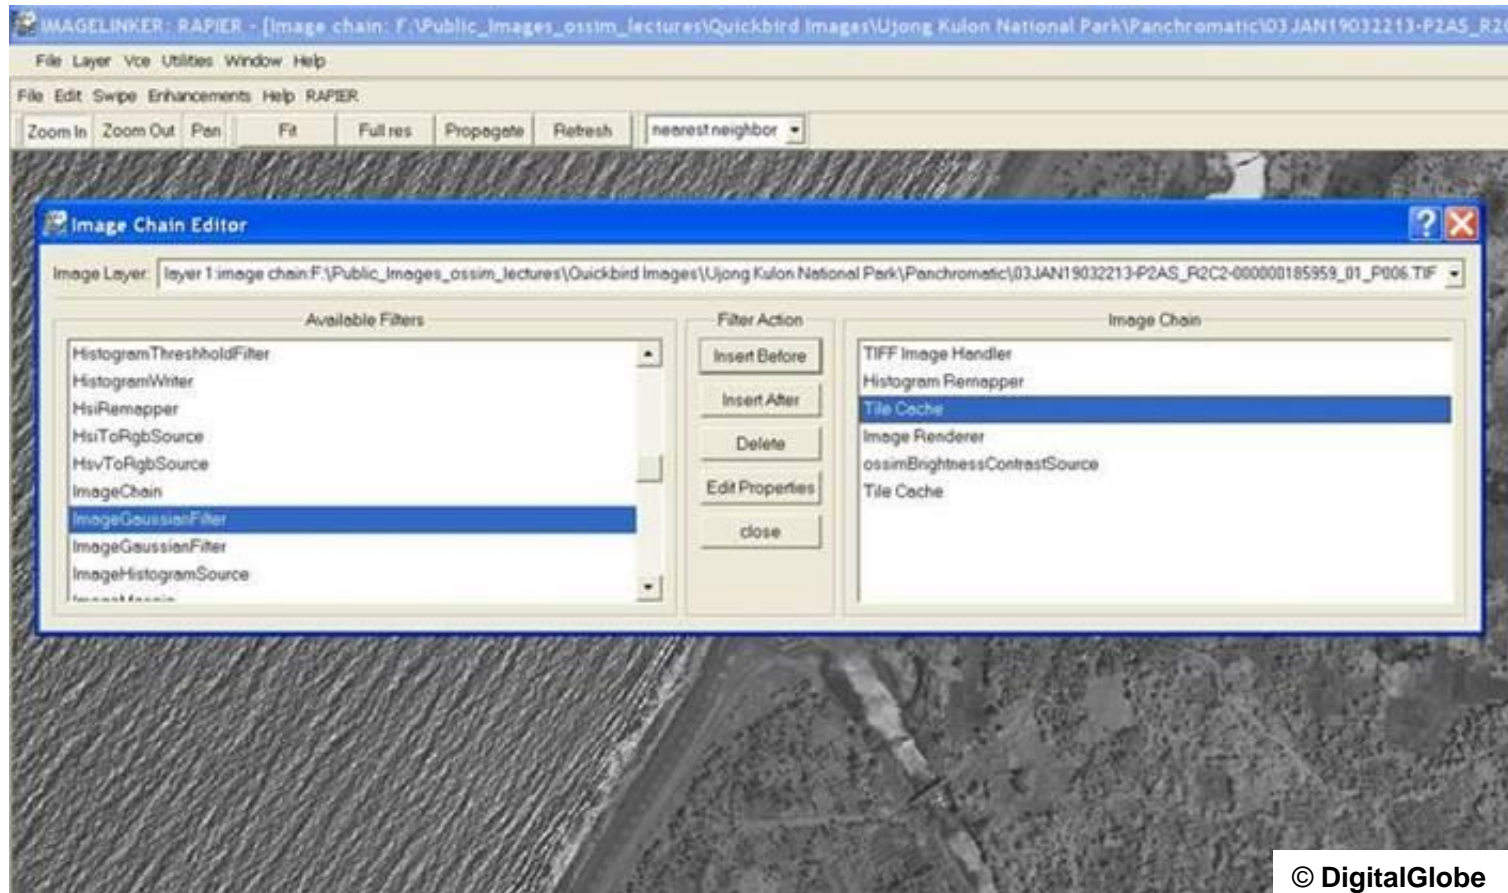 IMAGELINKER: RAPIER - [Image chain: F:\Public_Images_ossim_lectures\Quickbird Images\Ujong Kulon National Park\Panchromatic\03JAN19032213-P2AS_R2
File Layer Vce Utilities Window Help
File Edit Swipe Enhancements Help RAPIER
Zoom In Zoom Out Pan Fit Full res Propagate Refresh nearest neighbor
Image Chain Editor
Image Layer: layer 1:image chain:F:\Public_Images_ossim_lectures\Quickbird Images\Ujong Kulon National Park\Panchromatic\03JAN19032213-P2AS_R2C2-000000185959_01_P006.TIF
Available Filters
HistogramThreshholdFilter
HistogramWriter
HsiRemapper
HsiToRgbSource
HsvToRgbSource
ImageChain
ImageGaussianFilter
ImageGaussianFilter
ImageHistogramSource
Filter Action
Insert Before
Insert After
Delete
Edit Properties
close
Image Chain
TIFF Image Handler
Histogram Remapper
Tile Cache
Image Renderer
ossimBrightnessContrastSource
Tile Cache
© DigitalGlobe